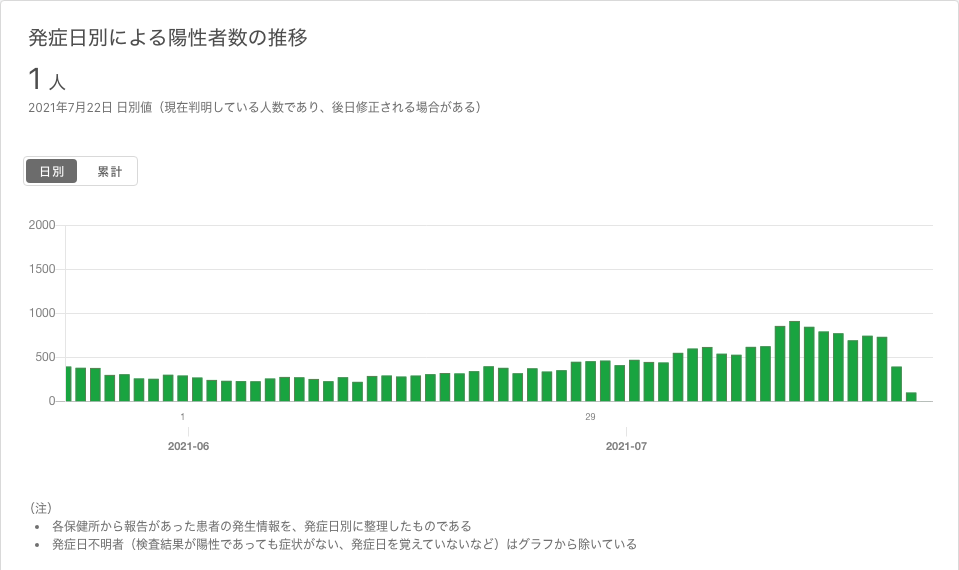 発症日別による陽性者数の推移
1 人
2021年7月22日 日別値（現在判明している人数であり、後日修正される場合がある）
日別 累計
2000
1500
1000
500
0
1 29
2021-06 2021-07
（注）
• 各保健所から報告があった患者の発生情報を、発症日別に整理したものである
• 発症日不明者（検査結果が陽性であっても症状がない、発症日を覚えていないなど）はグラフから除いている